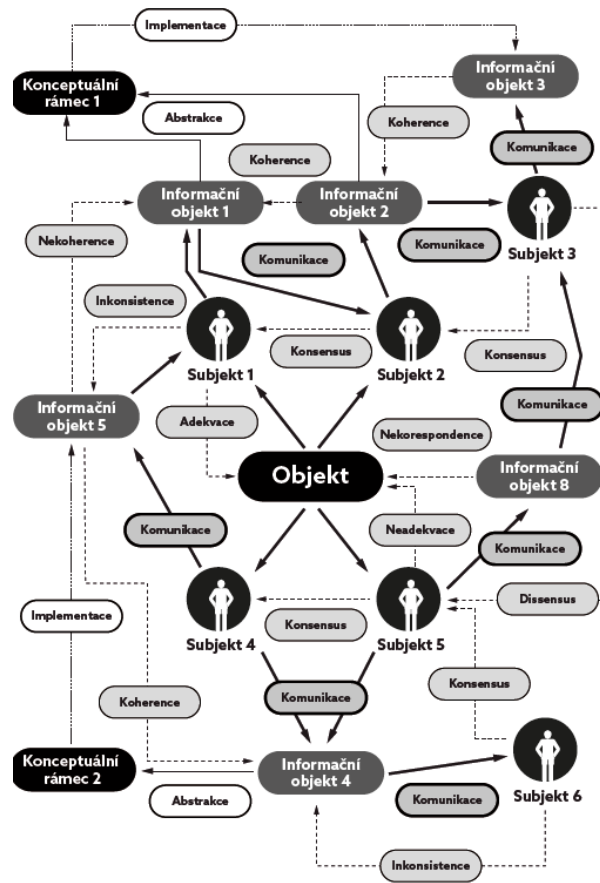 Implementace
Konceptuální
rámec 1
Informační
objekt 3
Abstrakce
Koherence
Komunikace
Koherence
Informační
objekt 1
Informační
objekt 2
Nekoherence
Komunikace
Komunikace
Subjekt 3
Inkonsistence
Konsensus
Konsensus
Subjekt 1
Subjekt 2
Informační
objekt 5
Adekvace
Komunikace
Nekorespondence
Objekt
Informační
objekt 8
Komunikace
Neadekvace
Komunikace
Implementace
Konsensus
Dissensus
Subjekt 4
Subjekt 5
Komunikace
Konsensus
Koherence
Konceptuální
rámec 2
Informační
objekt 4
Abstrakce
Komunikace
Subjekt 6
Inkonsistence